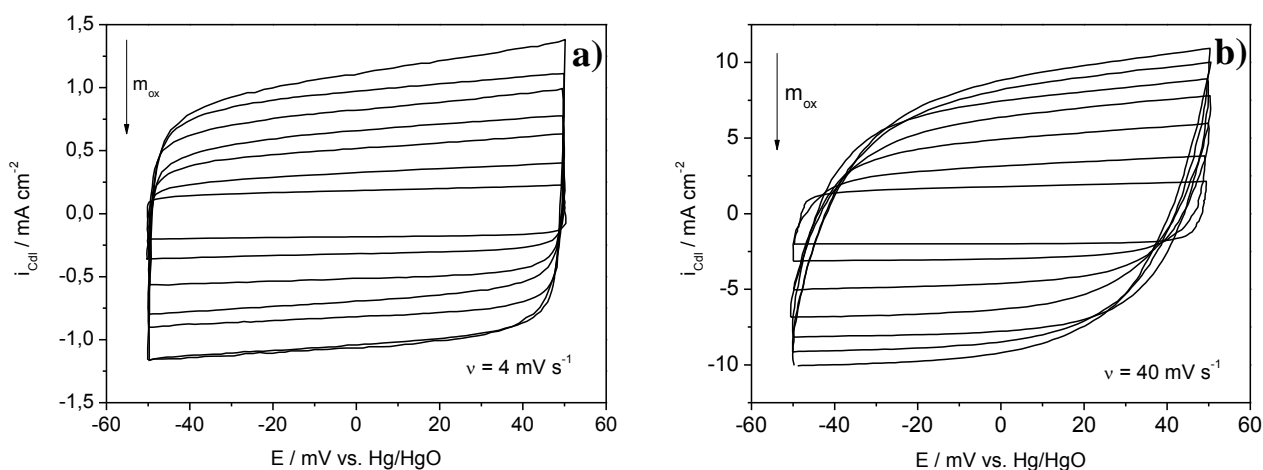 a)
1,5
1,0
0,5
0,0
-0,5
-1,0
-1,5
i_Cdl / mA cm^-2
m_ox
ν = 4 mV s^-1
-60 -40 -20 0 20 40 60
E / mV vs. Hg/HgO
b)
10
5
0
-5
-10
i_Cdl / mA cm^-2
m_ox
ν = 40 mV s^-1
-60 -40 -20 0 20 40 60
E / mV vs. Hg/HgO